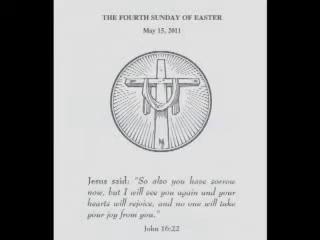 THE FOURTH SUNDAY OF EASTER
May 15, 2011
Jesus said: "So also you have sorrow
now, but I will see you again and your
hearts will rejoice, and no one will take
your joy from you."
John 16:22